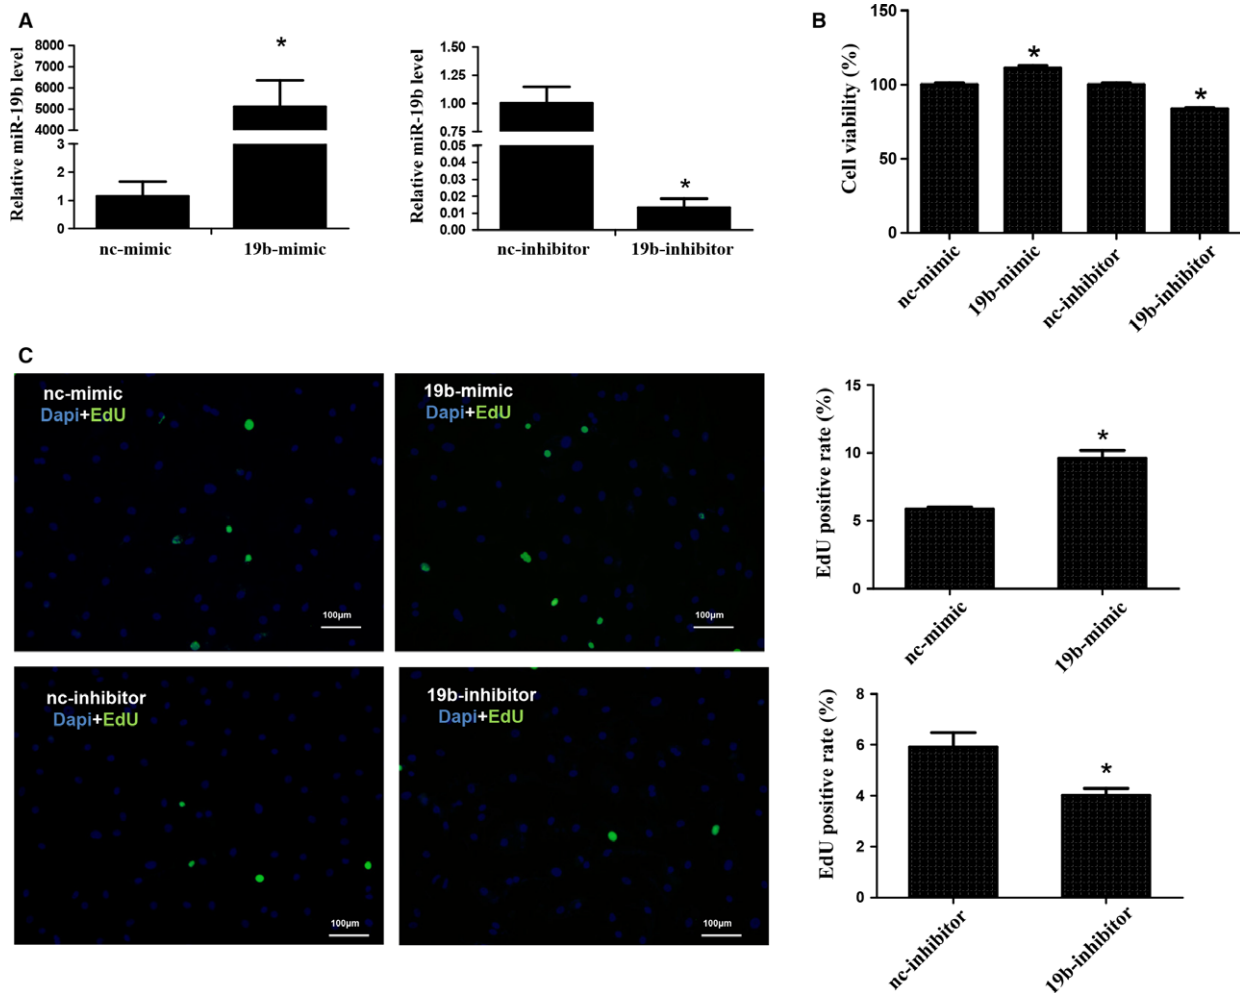 A
Relative miR-19b level
8000
7000
6000
5000
4000
3
2
1
0
*
nc-mimic
19b-mimic
Relative miR-19b level
1.50
1.25
1.00
0.75
0.05
0.04
0.03
0.02
0.01
0.00
*
nc-inhibitor
19b-inhibitor
B
Cell viability (%)
150
100
50
0
*
*
nc-mimic
19b-mimic
nc-inhibitor
19b-inhibitor
C
nc-mimic
Dapi+EdU
100µm
19b-mimic
Dapi+EdU
100µm
EdU positive rate (%)
15
10
5
0
*
nc-mimic
19b-mimic
nc-inhibitor
Dapi+EdU
100µm
19b-inhibitor
Dapi+EdU
100µm
EdU positive rate (%)
8
6
4
2
0
*
nc-inhibitor
19b-inhibitor